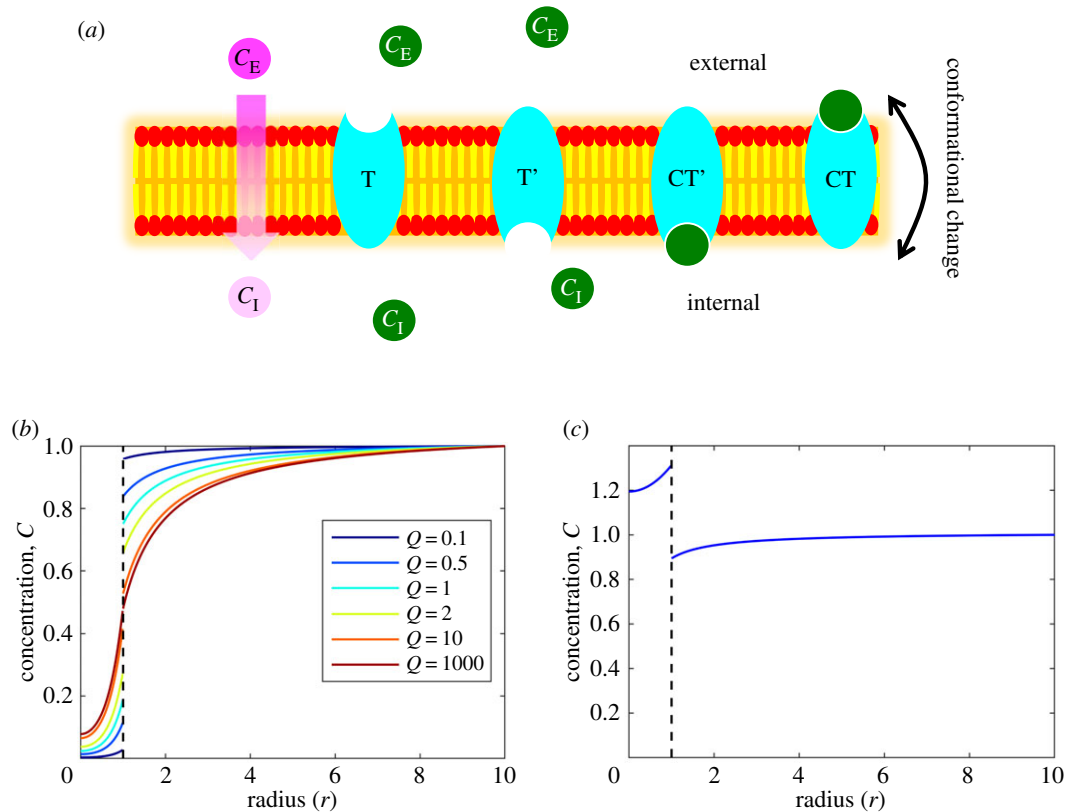 (a)
C_E
C_E
C_E
external
T
T'
CT'
CT
conformational change
C_I
C_I
C_I
internal
(b)
1.0
0.8
0.6
0.4
0.2
0
2
4
6
8
10
concentration, C
radius (r)
Q = 0.1
Q = 0.5
Q = 1
Q = 2
Q = 10
Q = 1000
(c)
1.2
1.0
0.8
0.6
0.4
0.2
0
2
4
6
8
10
concentration, C
radius (r)